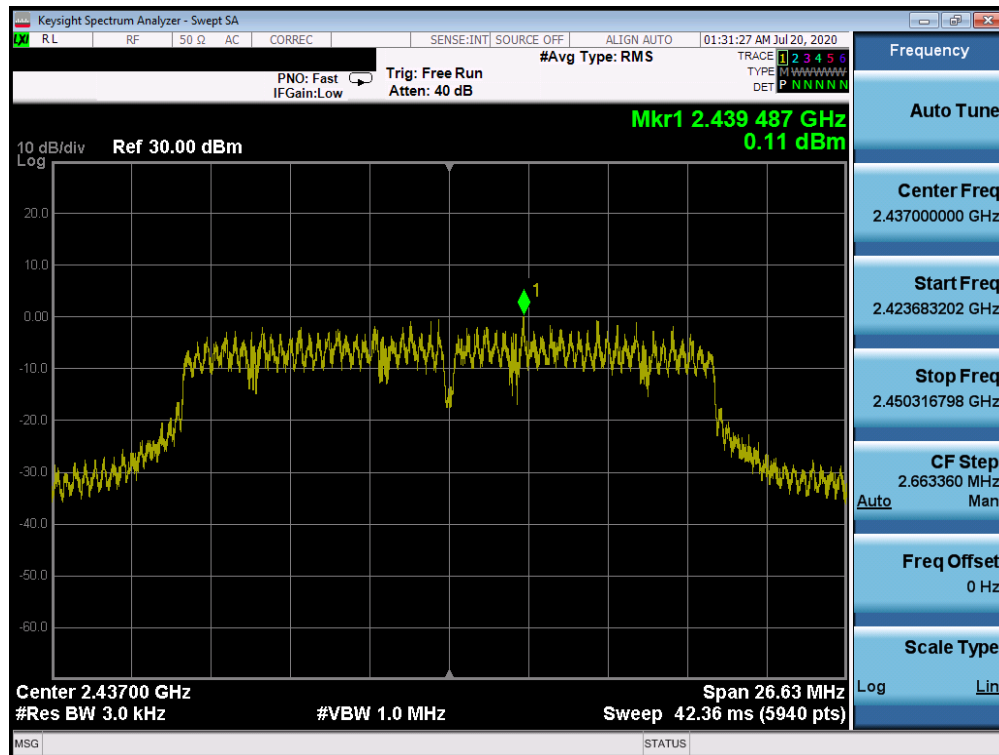 Keysight Spectrum Analyzer - Swept SA
LXI RL RF 50 Ω AC CORREC SENSE:INT SOURCE OFF ALIGN AUTO 01:31:27 AM Jul 20, 2020
#Avg Type: RMS
TRACE 1 2 3 4 5 6
PNO: Fast Trig: Free Run
TYPE M WWWWW
IFGain:Low Atten: 40 dB
DET P N N N N N
Mkr1 2.439 487 GHz
0.11 dBm
10 dB/div Ref 30.00 dBm
Log
20.0
10.0
1
0.00
-10.0
-20.0
-30.0
-40.0
-50.0
-60.0
Center 2.43700 GHz Span 26.63 MHz
#Res BW 3.0 kHz #VBW 1.0 MHz Sweep 42.36 ms (5940 pts)
MSG STATUS
Frequency
Auto Tune
Center Freq
2.437000000 GHz
Start Freq
2.423683202 GHz
Stop Freq
2.450316798 GHz
CF Step
2.663360 MHz
Auto Man
Freq Offset
0 Hz
Scale Type
Log Lin